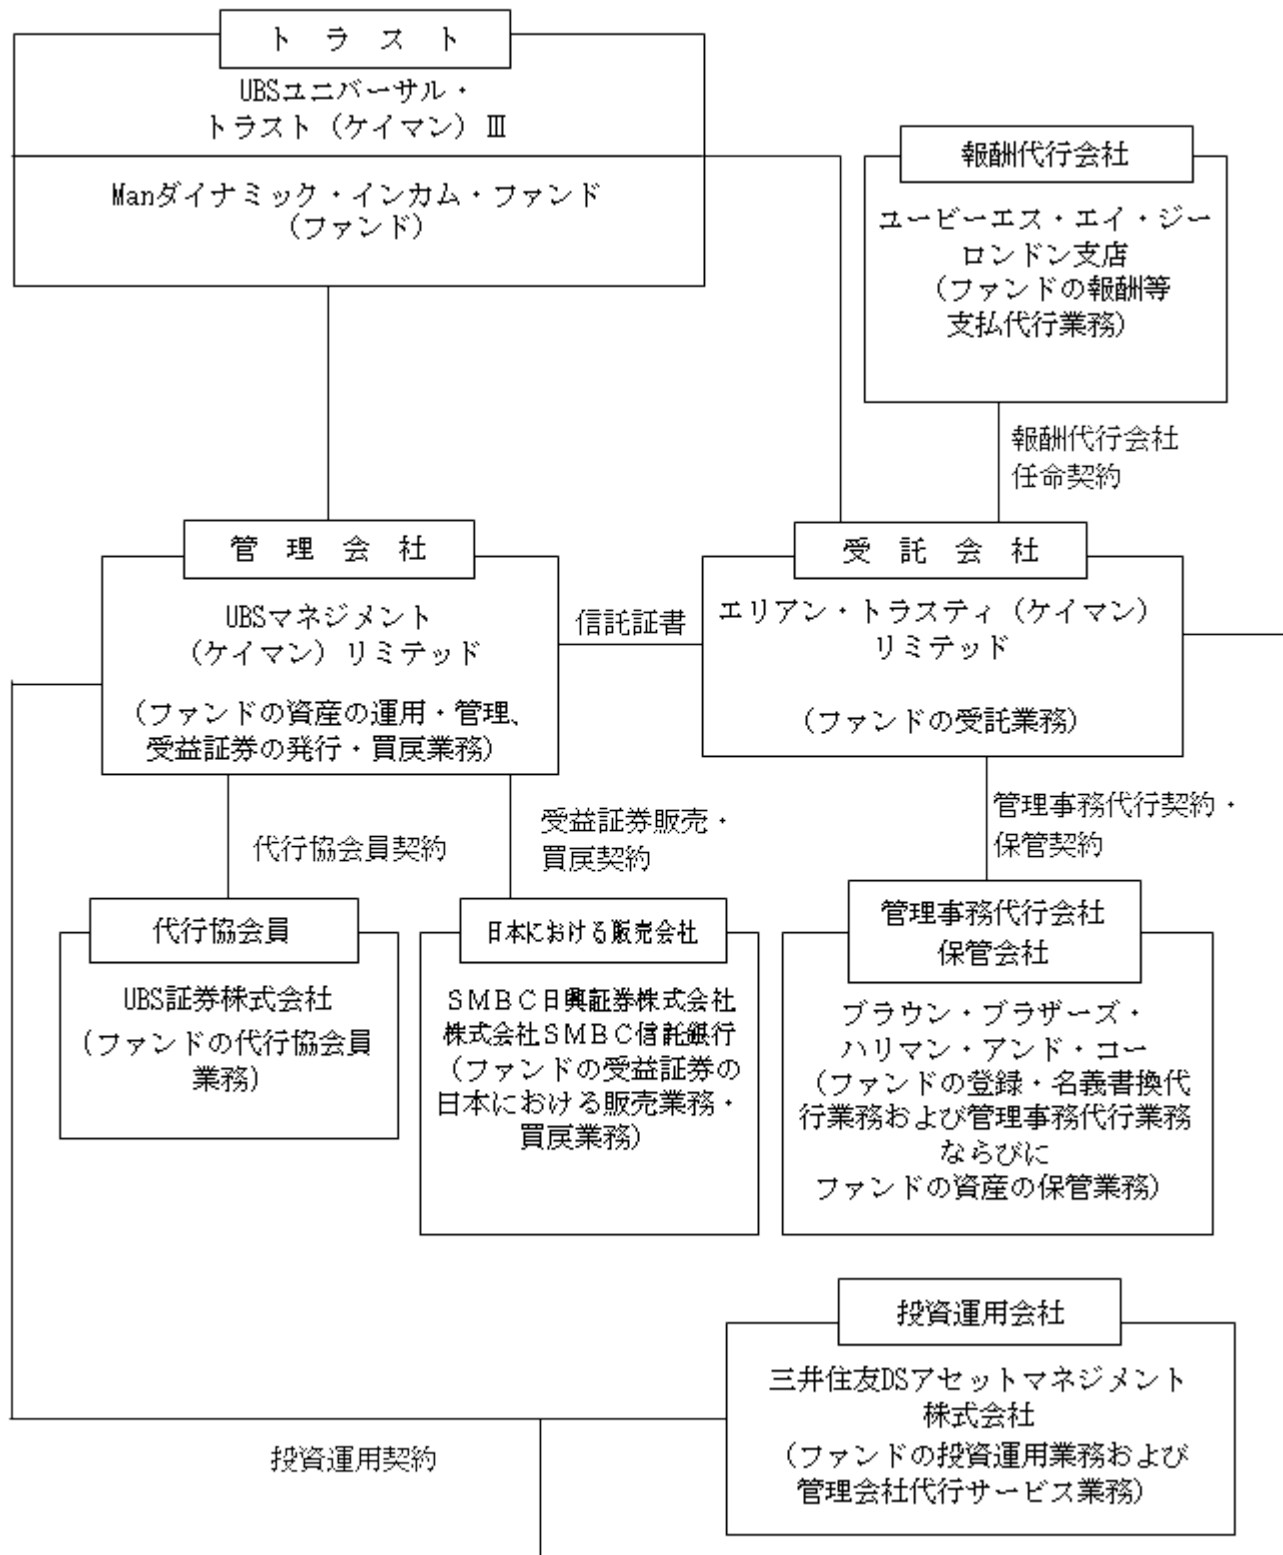 トラスト
UBSユニバーサル・
トラスト（ケイマン）Ⅲ
Manダイナミック・インカム・ファンド
（ファンド）
報酬代行会社
ユービーエス・エイ・ジー
ロンドン支店
（ファンドの報酬等
支払代行業務）
報酬代行会社
任命契約
管理会社
UBSマネジメント
（ケイマン）リミテッド
（ファンドの資産の運用・管理、
受益証券の発行・買戻業務）
信託証書
受託会社
エリアン・トラスティ（ケイマン）
リミテッド
（ファンドの受託業務）
代行協会員契約
受益証券販売・
買戻契約
管理事務代行契約・
保管契約
代行協会員
UBS証券株式会社
（ファンドの代行協会員
業務）
日本における販売会社
ＳＭＢＣ日興証券株式会社
株式会社ＳＭＢＣ信託銀行
（ファンドの受益証券の
日本における販売業務・
買戻業務）
管理事務代行会社
保管会社
ブラウン・ブラザーズ・
ハリマン・アンド・コー
（ファンドの登録・名義書換代
行業務および管理事務代行業務
ならびに
ファンドの資産の保管業務）
投資運用会社
三井住友DSアセットマネジメント
株式会社
（ファンドの投資運用業務および
管理会社代行サービス業務）
投資運用契約